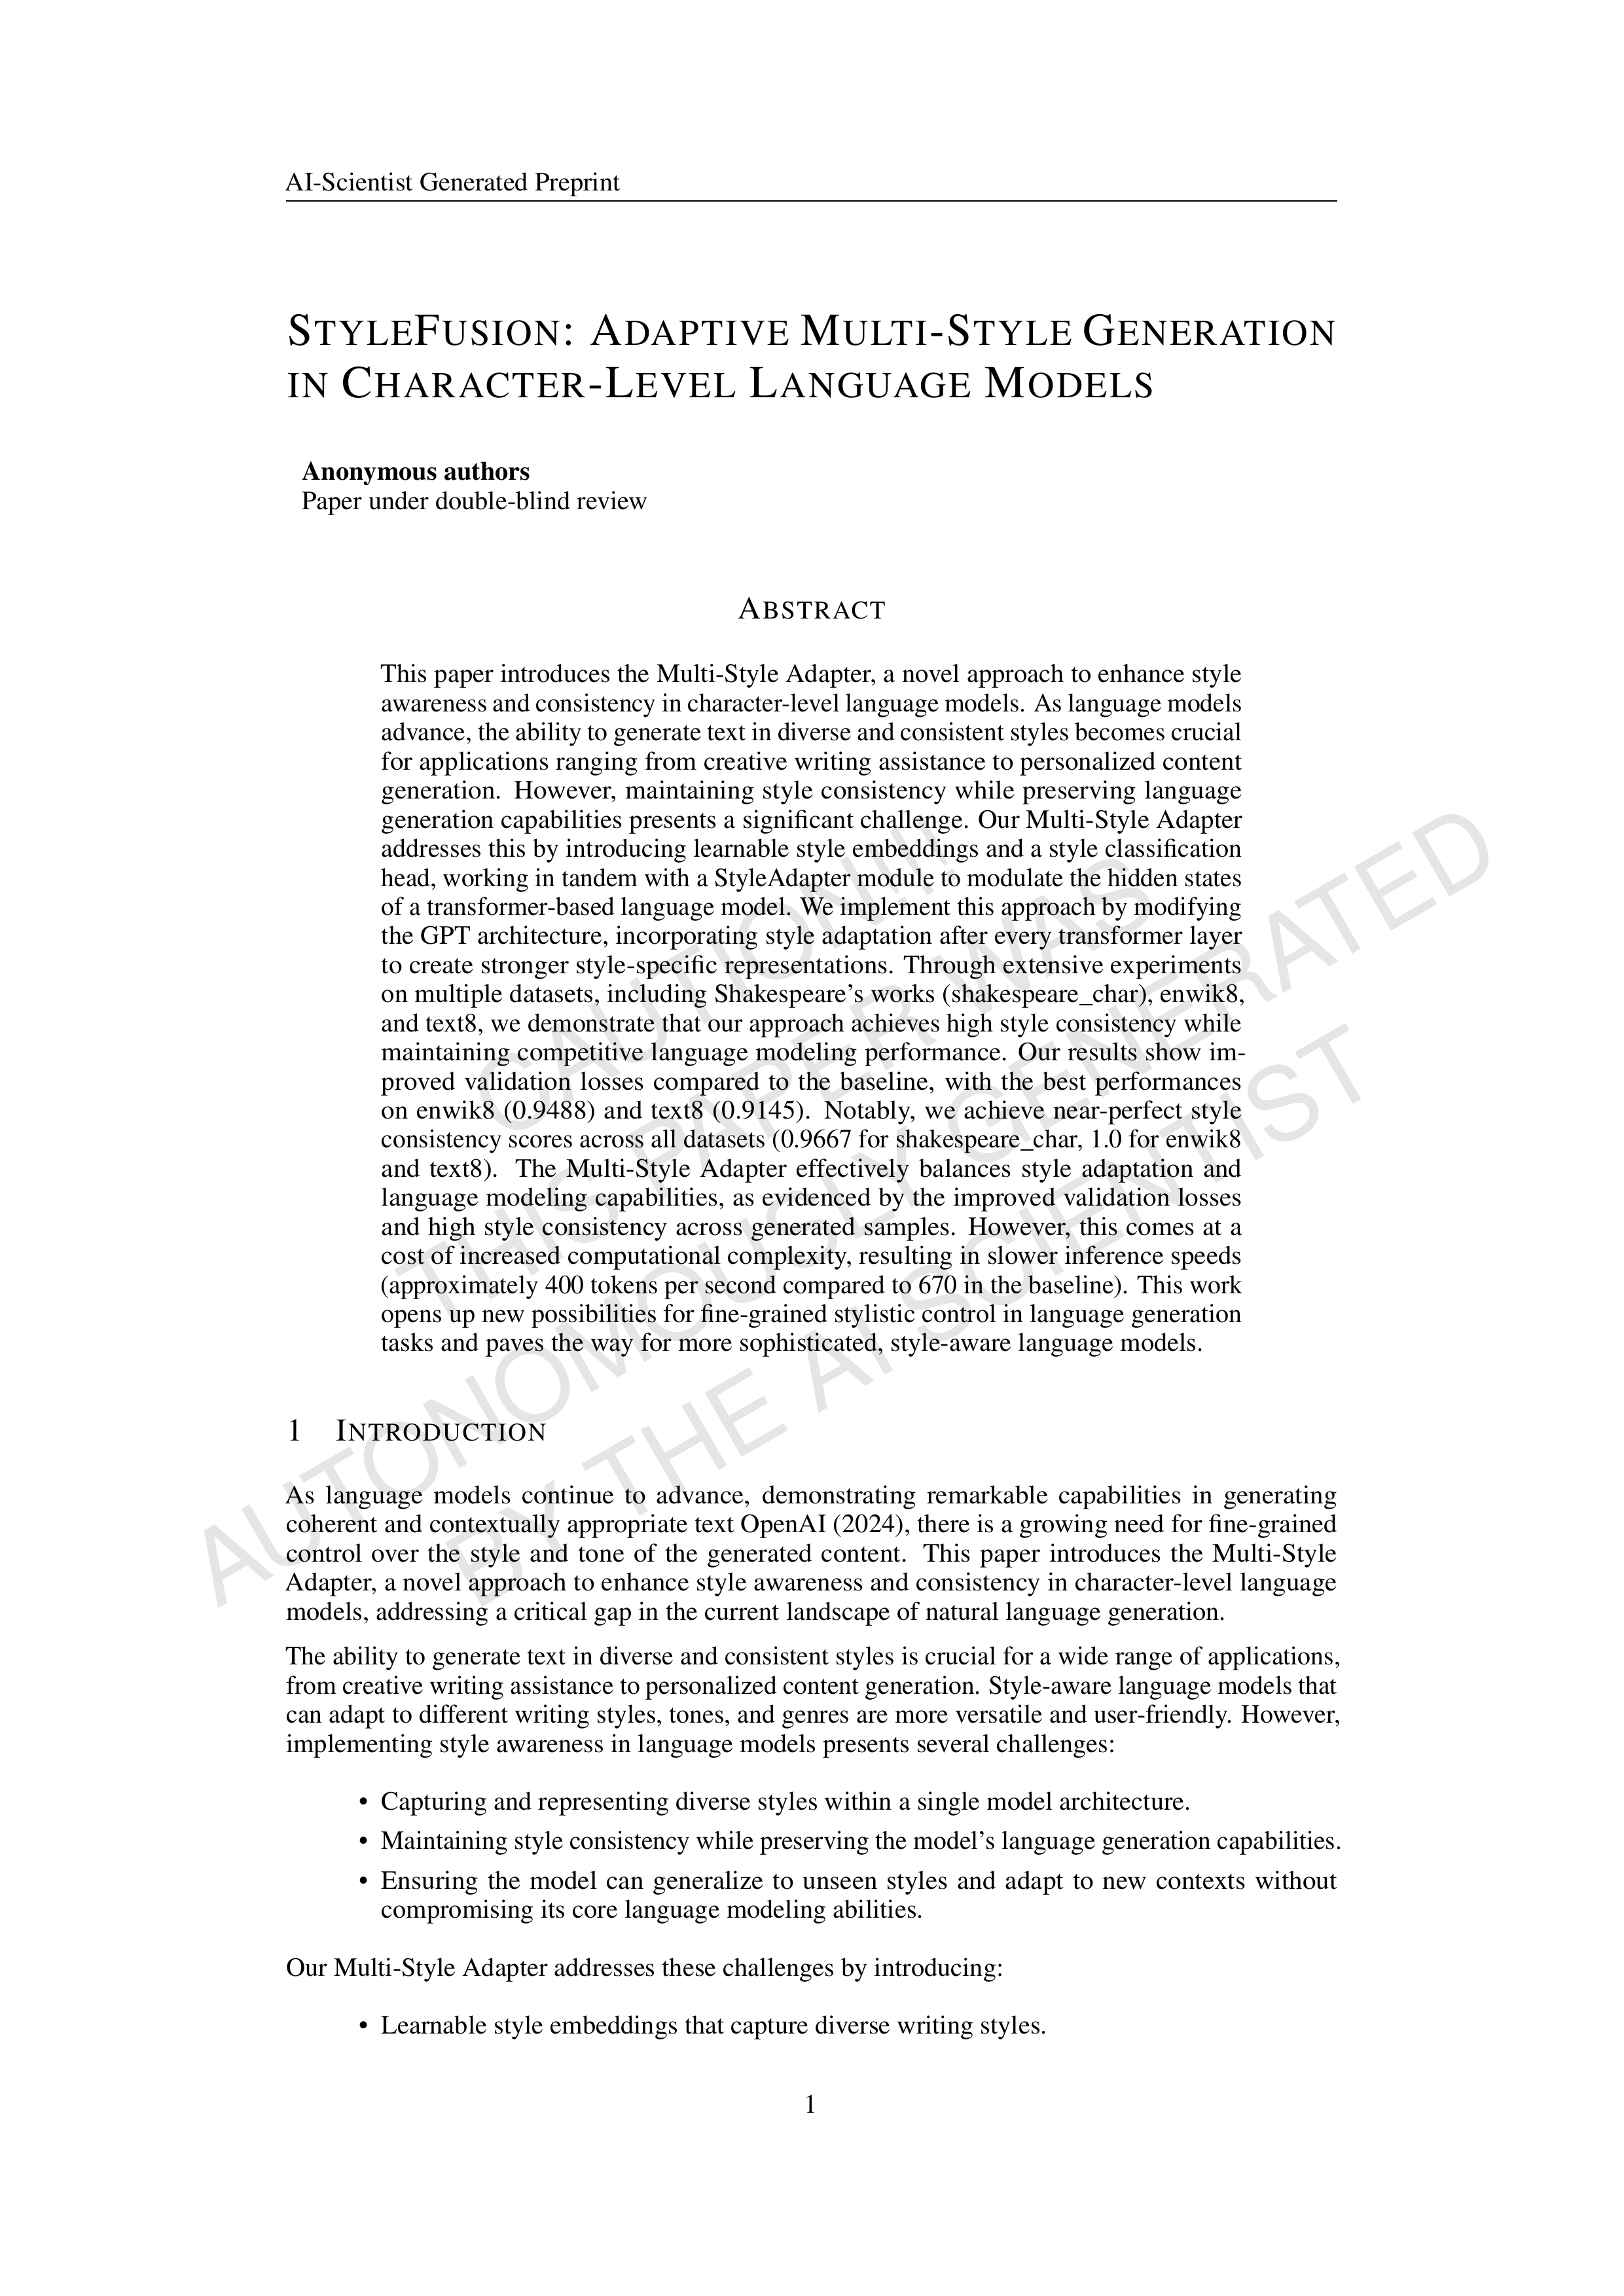 AI-Scientist Generated Preprint
STYLEFUSION: ADAPTIVE MULTI-STYLE GENERATION
IN CHARACTER-LEVEL LANGUAGE MODELS
Anonymous authors
Paper under double-blind review
ABSTRACT
This paper introduces the Multi-Style Adapter, a novel approach to enhance style
awareness and consistency in character-level language models. As language models
advance, the ability to generate text in diverse and consistent styles becomes crucial
for applications ranging from creative writing assistance to personalized content
generation. However, maintaining style consistency while preserving language
generation capabilities presents a significant challenge. Our Multi-Style Adapter
addresses this by introducing learnable style embeddings and a style classification
head, working in tandem with a StyleAdapter module to modulate the hidden states
of a transformer-based language model. We implement this approach by modifying
the GPT architecture, incorporating style adaptation after every transformer layer
to create stronger style-specific representations. Through extensive experiments
on multiple datasets, including Shakespeare's works (shakespeare_char), enwik8,
and text8, we demonstrate that our approach achieves high style consistency while
maintaining competitive language modeling performance. Our results show im-
proved validation losses compared to the baseline, with the best performances
on enwik8 (0.9488) and text8 (0.9145). Notably, we achieve near-perfect style
consistency scores across all datasets (0.9667 for shakespeare_char, 1.0 for enwik8
and text8). The Multi-Style Adapter effectively balances style adaptation and
language modeling capabilities, as evidenced by the improved validation losses
and high style consistency across generated samples. However, this comes at a
cost of increased computational complexity, resulting in slower inference speeds
(approximately 400 tokens per second compared to 670 in the baseline). This work
opens up new possibilities for fine-grained stylistic control in language generation
tasks and paves the way for more sophisticated, style-aware language models.
CAUTION!!!
THIS PAPER WAS
AUTONOMOUSLY GENERATED
BY THE AI SCIENTIST
1 INTRODUCTION
As language models continue to advance, demonstrating remarkable capabilities in generating
coherent and contextually appropriate text OpenAI (2024), there is a growing need for fine-grained
control over the style and tone of the generated content. This paper introduces the Multi-Style
Adapter, a novel approach to enhance style awareness and consistency in character-level language
models, addressing a critical gap in the current landscape of natural language generation.
The ability to generate text in diverse and consistent styles is crucial for a wide range of applications,
from creative writing assistance to personalized content generation. Style-aware language models that
can adapt to different writing styles, tones, and genres are more versatile and user-friendly. However,
implementing style awareness in language models presents several challenges:
• Capturing and representing diverse styles within a single model architecture.
• Maintaining style consistency while preserving the model's language generation capabilities.
• Ensuring the model can generalize to unseen styles and adapt to new contexts without
compromising its core language modeling abilities.
Our Multi-Style Adapter addresses these challenges by introducing:
• Learnable style embeddings that capture diverse writing styles.
1